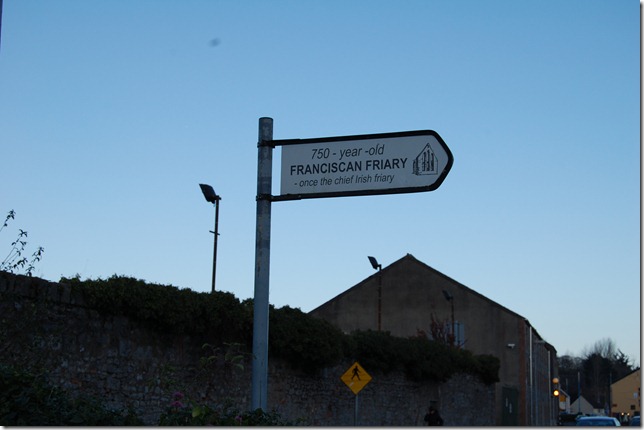 750 - year -old
FRANCISCAN FRIARY
- once the chief Irish friary